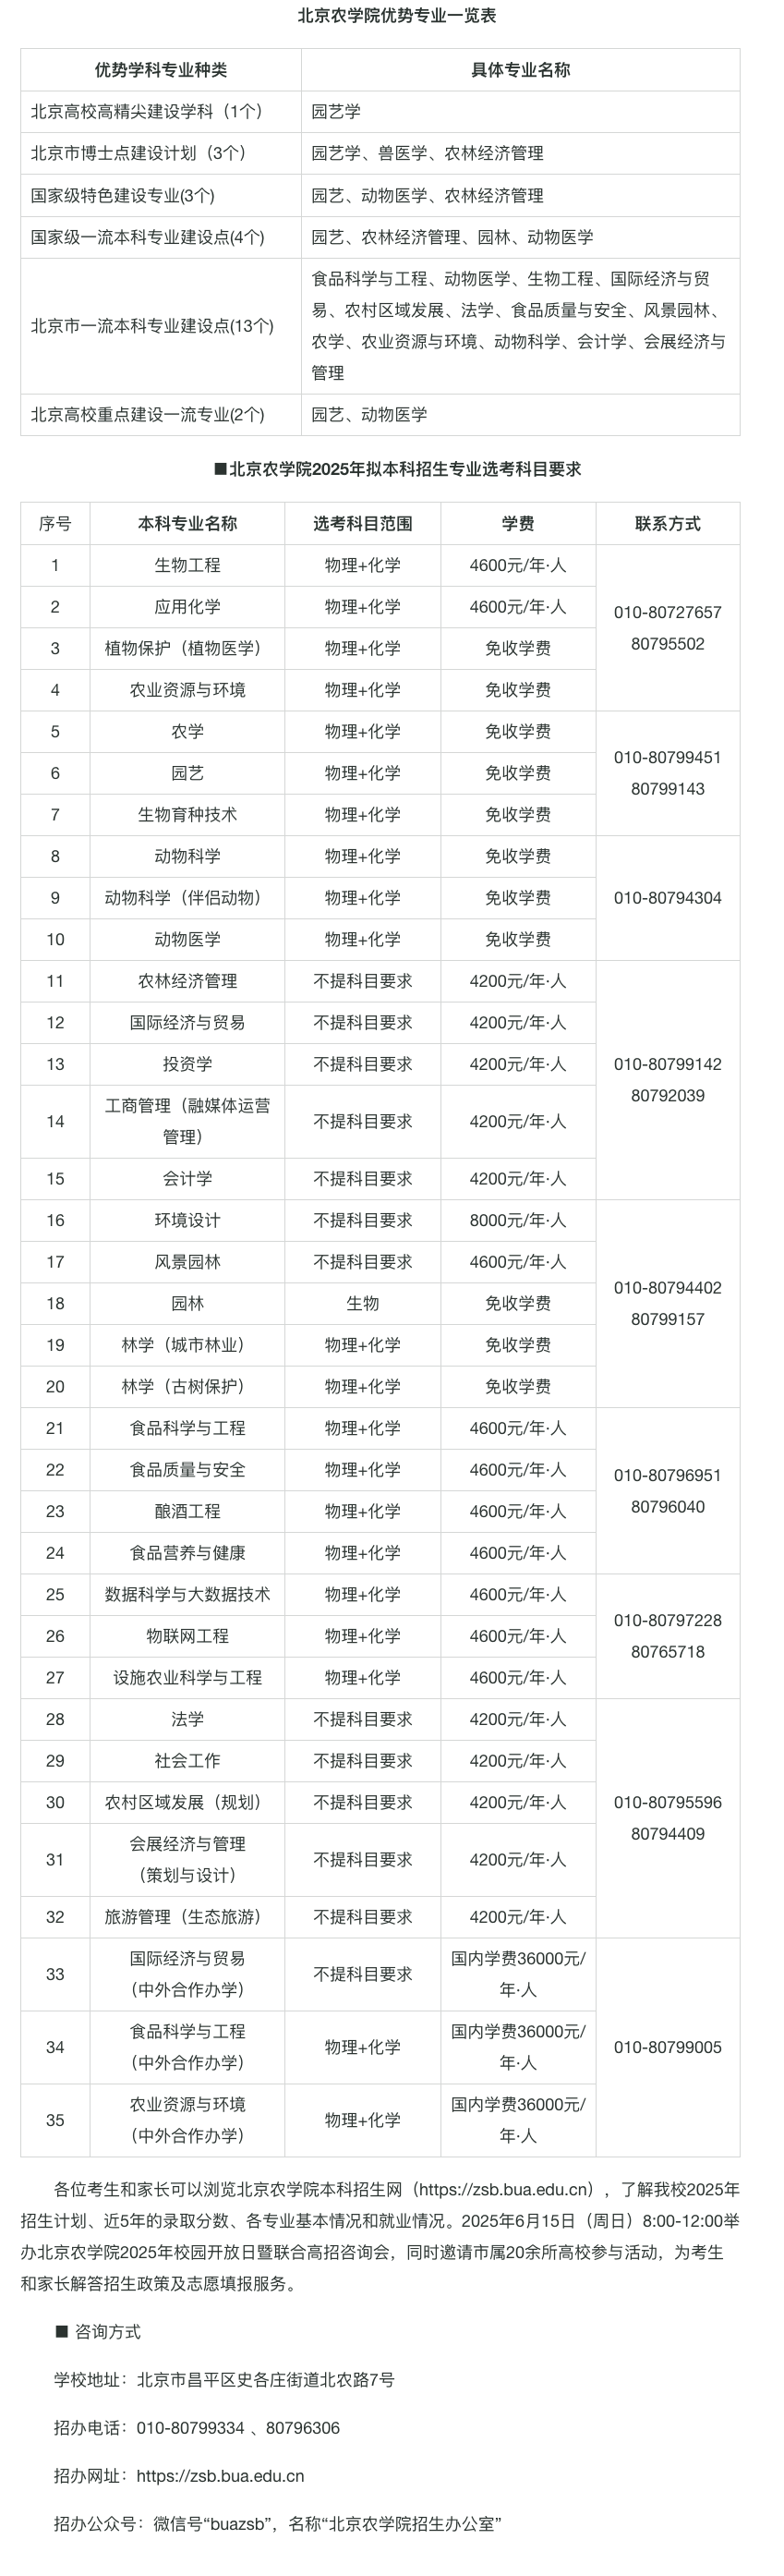 北京农学院优势专业一览表
优势学科专业种类 具体专业名称
北京高校高精尖建设学科（1个） 园艺学
北京市博士点建设计划（3个） 园艺学、兽医学、农林经济管理
国家级特色建设专业(3个) 园艺、动物医学、农林经济管理
国家级一流本科专业建设点(4个) 园艺、农林经济管理、园林、动物医学
北京市一流本科专业建设点(13个)
食品科学与工程、动物医学、生物工程、国际经济与贸
易、农村区域发展、法学、食品质量与安全、风景园林、
农学、农业资源与环境、动物科学、会计学、会展经济与
管理
北京高校重点建设一流专业(2个) 园艺、动物医学
■北京农学院2025年拟本科招生专业选考科目要求
序号 本科专业名称 选考科目范围 学费 联系方式
1 生物工程 物理+化学 4600元/年·人
2 应用化学 物理+化学 4600元/年·人
3 植物保护（植物医学） 物理+化学 免收学费
4 农业资源与环境 物理+化学 免收学费
010-80727657
80795502
5 农学 物理+化学 免收学费
6 园艺 物理+化学 免收学费
7 生物育种技术 物理+化学 免收学费
010-80799451
80799143
8 动物科学 物理+化学 免收学费
9 动物科学（伴侣动物） 物理+化学 免收学费 010-80794304
10 动物医学 物理+化学 免收学费
11 农林经济管理 不提科目要求 4200元/年·人
12 国际经济与贸易 不提科目要求 4200元/年·人
13 投资学 不提科目要求 4200元/年·人
14 工商管理（融媒体运营
管理） 不提科目要求 4200元/年·人
15 会计学 不提科目要求 4200元/年·人
010-80799142
80792039
16 环境设计 不提科目要求 8000元/年·人
17 风景园林 不提科目要求 4600元/年·人
18 园林 生物 免收学费
19 林学（城市林业） 物理+化学 免收学费
20 林学（古树保护） 物理+化学 免收学费
010-80794402
80799157
21 食品科学与工程 物理+化学 4600元/年·人
22 食品质量与安全 物理+化学 4600元/年·人
23 酿酒工程 物理+化学 4600元/年·人
24 食品营养与健康 物理+化学 4600元/年·人
010-80796951
80796040
25 数据科学与大数据技术 物理+化学 4600元/年·人
26 物联网工程 物理+化学 4600元/年·人
27 设施农业科学与工程 物理+化学 4600元/年·人
010-80797228
80765718
28 法学 不提科目要求 4200元/年·人
29 社会工作 不提科目要求 4200元/年·人
30 农村区域发展（规划） 不提科目要求 4200元/年·人
31 会展经济与管理
（策划与设计） 不提科目要求 4200元/年·人
32 旅游管理（生态旅游） 不提科目要求 4200元/年·人
010-80795596
80794409
33 国际经济与贸易
（中外合作办学） 不提科目要求 国内学费36000元/
年·人
34 食品科学与工程
（中外合作办学） 物理+化学 国内学费36000元/
年·人
010-80799005
35 农业资源与环境
（中外合作办学） 物理+化学 国内学费36000元/
年·人
各位考生和家长可以浏览北京农学院本科招生网（https://zsb.bua.edu.cn），了解我校2025年
招生计划、近5年的录取分数、各专业基本情况和就业情况。2025年6月15日（周日）8:00-12:00举
办北京农学院2025年校园开放日暨联合高招咨询会，同时邀请市属20余所高校参与活动，为考生
和家长解答招生政策及志愿填报服务。
■ 咨询方式
学校地址：北京市昌平区史各庄街道北农路7号
招办电话：010-80799334 、80796306
招办网址：https://zsb.bua.edu.cn
招办公众号：微信号“buazsb”，名称“北京农学院招生办公室”